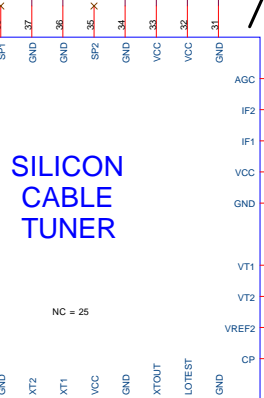 37
36
35
34
33
32
31
SP1
GND
GND
SP2
GND
VCC
VCC
GND
AGC
IF2
IF1
VCC
GND
VT1
VT2
VREF2
CP
SILICON
CABLE
TUNER
NC = 25
GND
XT2
XT1
VCC
GND
XTOUT
LOTEST
GND